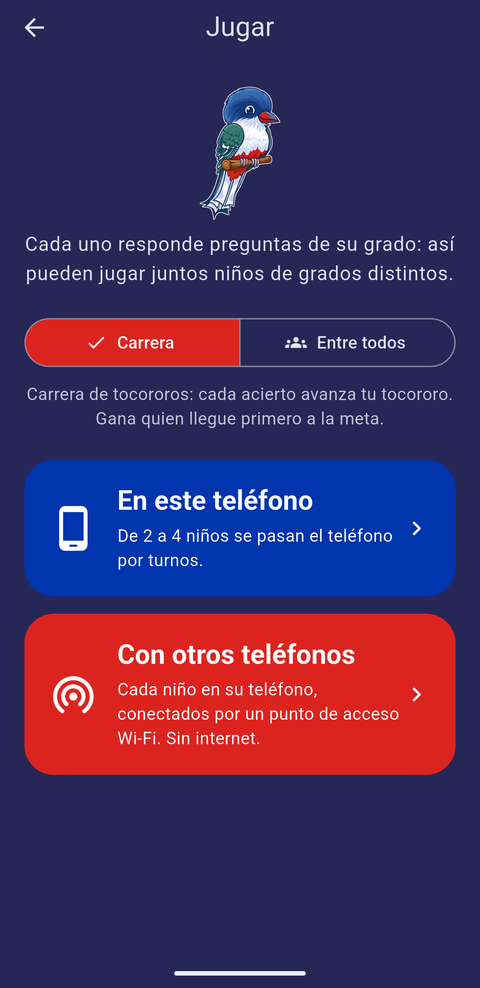 Jugar
Cada uno responde preguntas de su grado: así
pueden jugar juntos niños de grados distintos.
Carrera
Entre todos
Carrera de tocororos: cada acierto avanza tu tocororo.
Gana quien llegue primero a la meta.
En este teléfono
De 2 a 4 niños se pasan el teléfono
por turnos.
Con otros teléfonos
Cada niño en su teléfono,
conectados por un punto de acceso
Wi-Fi. Sin internet.